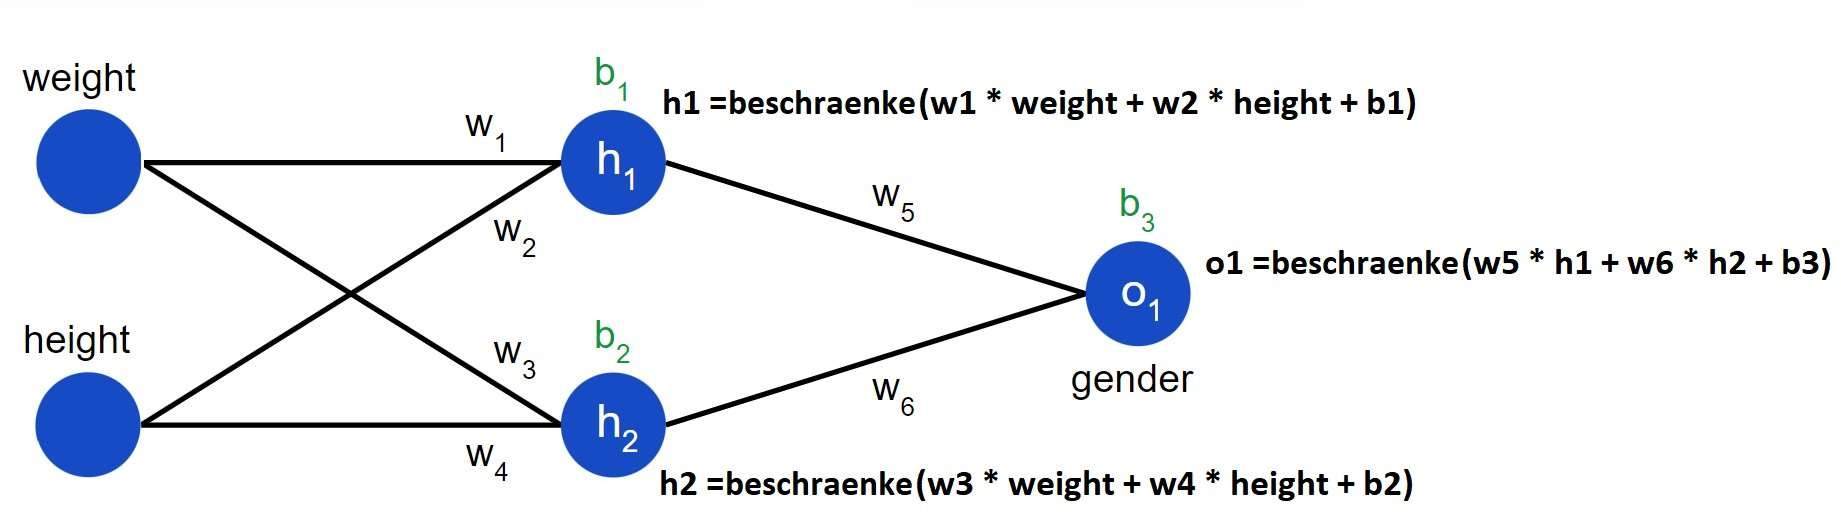 weight
b1
h1 =beschraenke(w1 * weight + w2 * height + b1)
w1
h1
w5
b3
w2
o1 =beschraenke(w5 * h1 + w6 * h2 + b3)
o1
height
b2
w3
gender
w6
h2
w4
h2 =beschraenke(w3 * weight + w4 * height + b2)